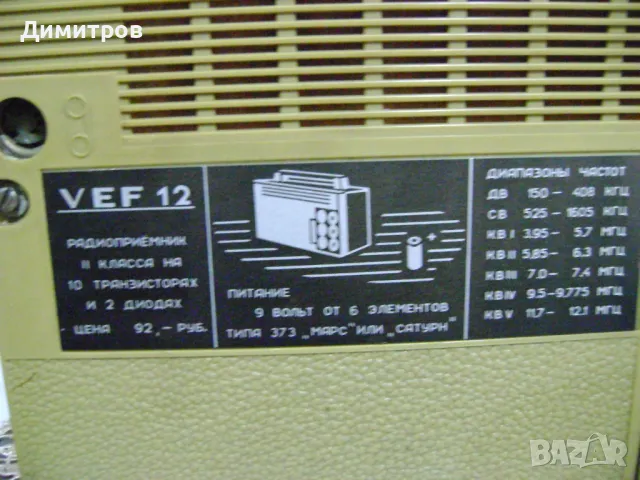 Димитров
VEF 12
РАДИОПРИЁМНИК
II КЛАССА НА
10 ТРАНЗИСТОРАХ
И 2 ДИОДАХ
ЦЕНА 92,- РУБ.
+
ПИТАНИЕ
9 ВОЛЬТ ОТ 6 ЭЛЕМЕНТОВ
ТИПА 373 „МАРС" ИЛИ „САТУРН"
ДИАПАЗОНЫ ЧАСТОТ
ДВ 150 – 408 КГЦ
СВ 525 – 1605 КГЦ
КВ I 3,95 – 5,7 МГЦ
КВ II 5,85 – 6,3 МГЦ
КВ III 7,0 – 7,4 МГЦ
КВ IV 9,5 – 9,775 МГЦ
КВ V 11,7 – 12,1 МГЦ
BAZAR
bg